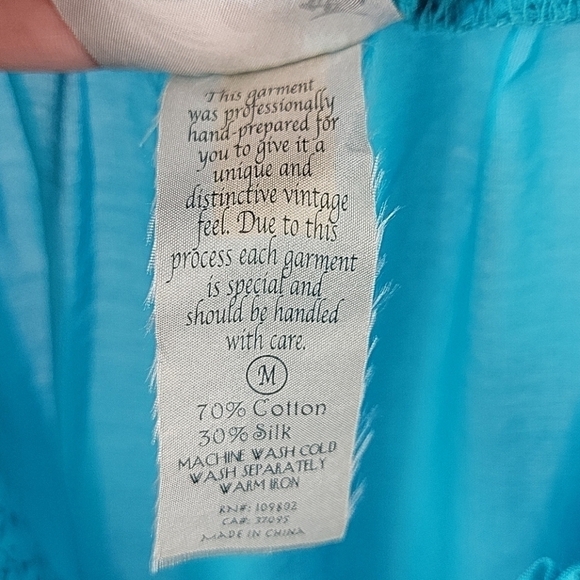 This garment
was professionally
hand-prepared for
you to give it a
unique and
distinctive vintage
feel. Due to this
process each garment
is special and
should be handled
with care.
M
70% Cotton
30% Silk
MACHINE WASH COLD
WASH SEPARATELY
WARM IRON
RN#: 109802
CA#: 37095
MADE IN CHINA